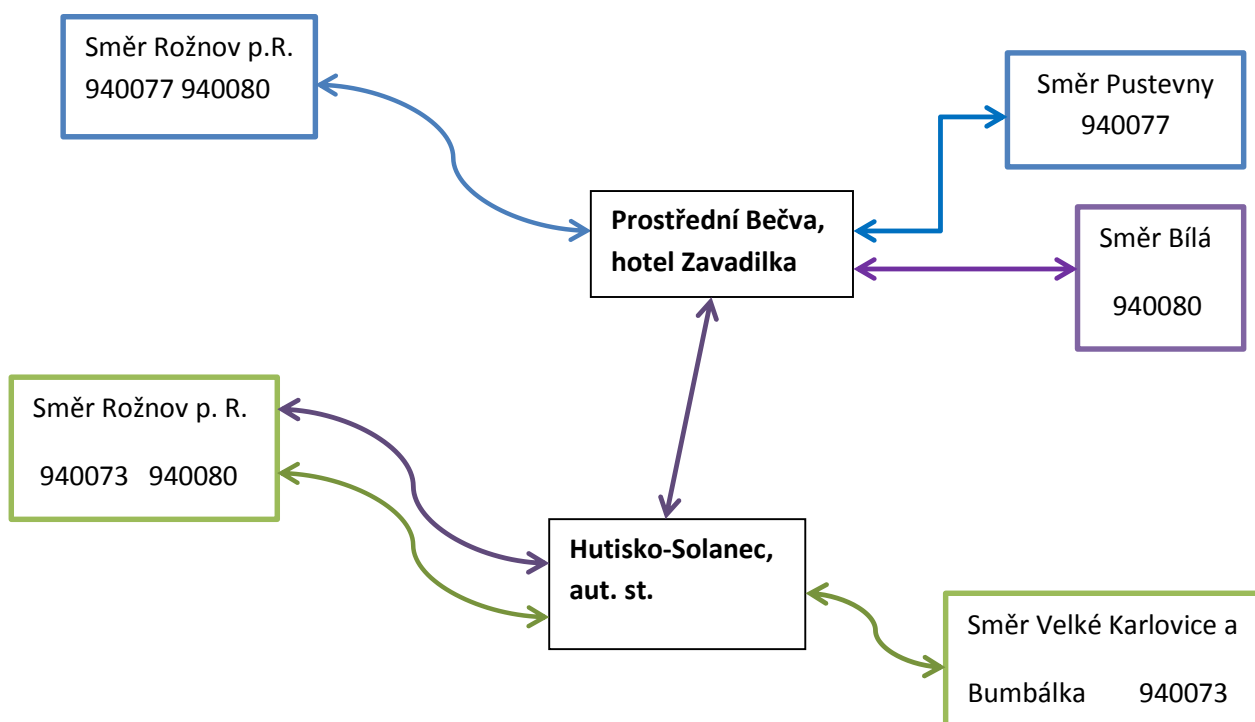 Směr Rožnov p.R.
940077 940080
Směr Pustevny
940077
Prostřední Bečva,
hotel Zavadilka
Směr Bílá
940080
Směr Rožnov p. R.
940073 940080
Hutisko-Solanec,
aut. st.
Směr Velké Karlovice a
Bumbálka 940073